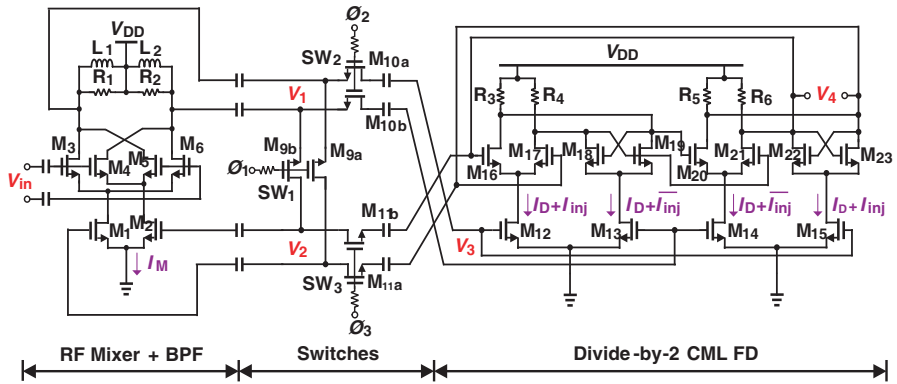 Ø2
VDD
L1 L2
R1 R2
SW2
M10a
V1
M10b
M3 M4 M5 M6
Vin
M9b M9a
Ø1
SW1
M1 M2
M11b
V2
IM
SW3
M11a
Ø3
VDD
R3 R4 R5 R6
V4
M16 M17 M18 M19 M20 M21 M22 M23
ID+Iinj ID+Iinj ID+Iinj ID+Iinj
V3
M12 M13 M14 M15
RF Mixer + BPF Switches Divide-by-2 CML FD